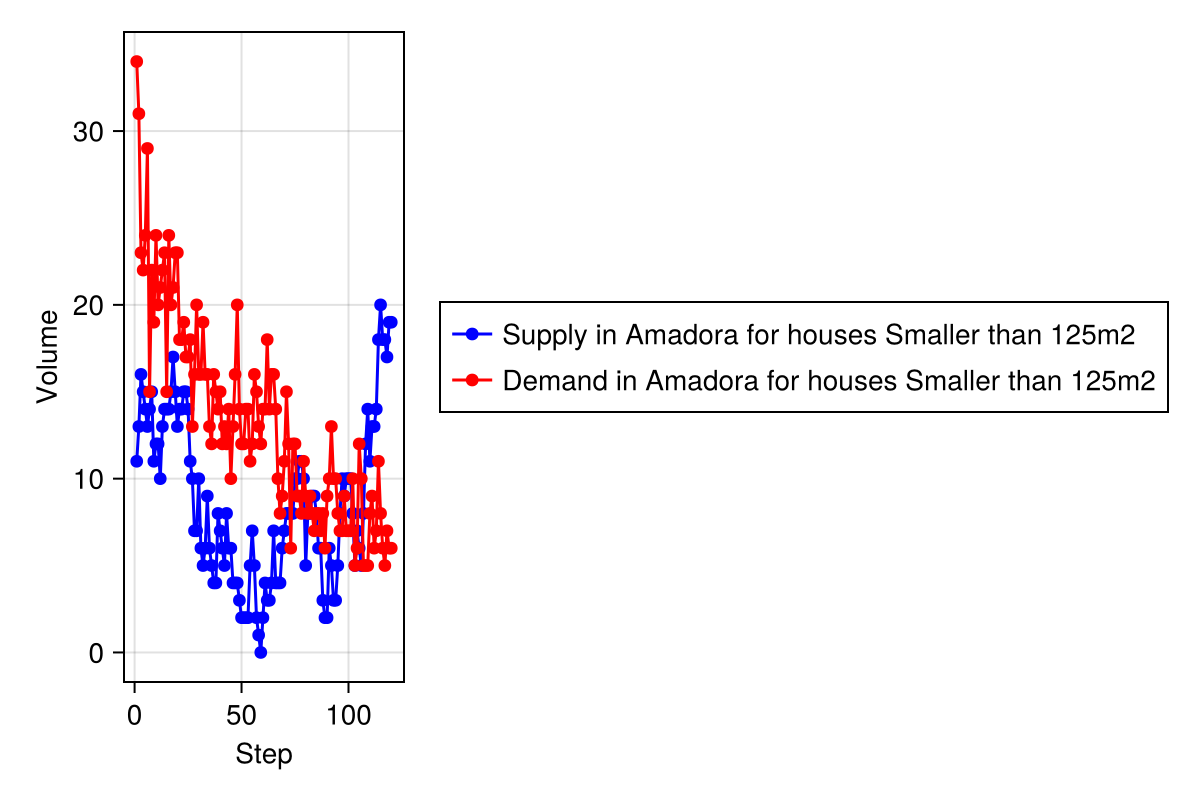 Volume
30
20
10
0
0 50 100
Step
Supply in Amadora for houses Smaller than 125m2
Demand in Amadora for houses Smaller than 125m2